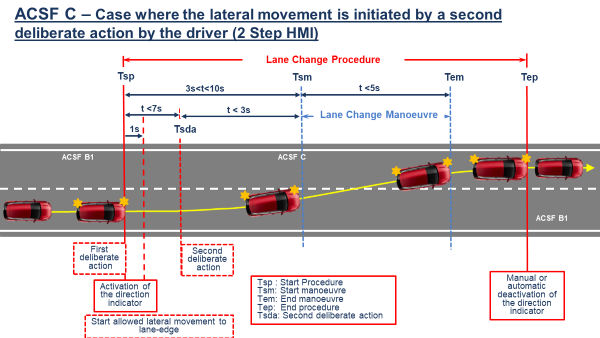 ACSF C – Case where the lateral movement is initiated by a second
deliberate action by the driver (2 Step HMI)
Lane Change Procedure
Tsp
Tsm
Tem
Tep
3s<t<10s
t <5s
t <7s
t < 3s
Lane Change Manoeuvre
1s
Tsda
ACSF B1
ACSF C
ACSF B1
First
deliberate
action
Second
deliberate
action
Activation of
the direction
indicator
Start allowed lateral movement to
lane-edge
Tsp : Start Procedure
Tsm: Start manoeuvre
Tem: End manoeuvre
Tep: End procedure
Tsda: Second deliberate action
Manual or
automatic
deactivation of
the direction
indicator